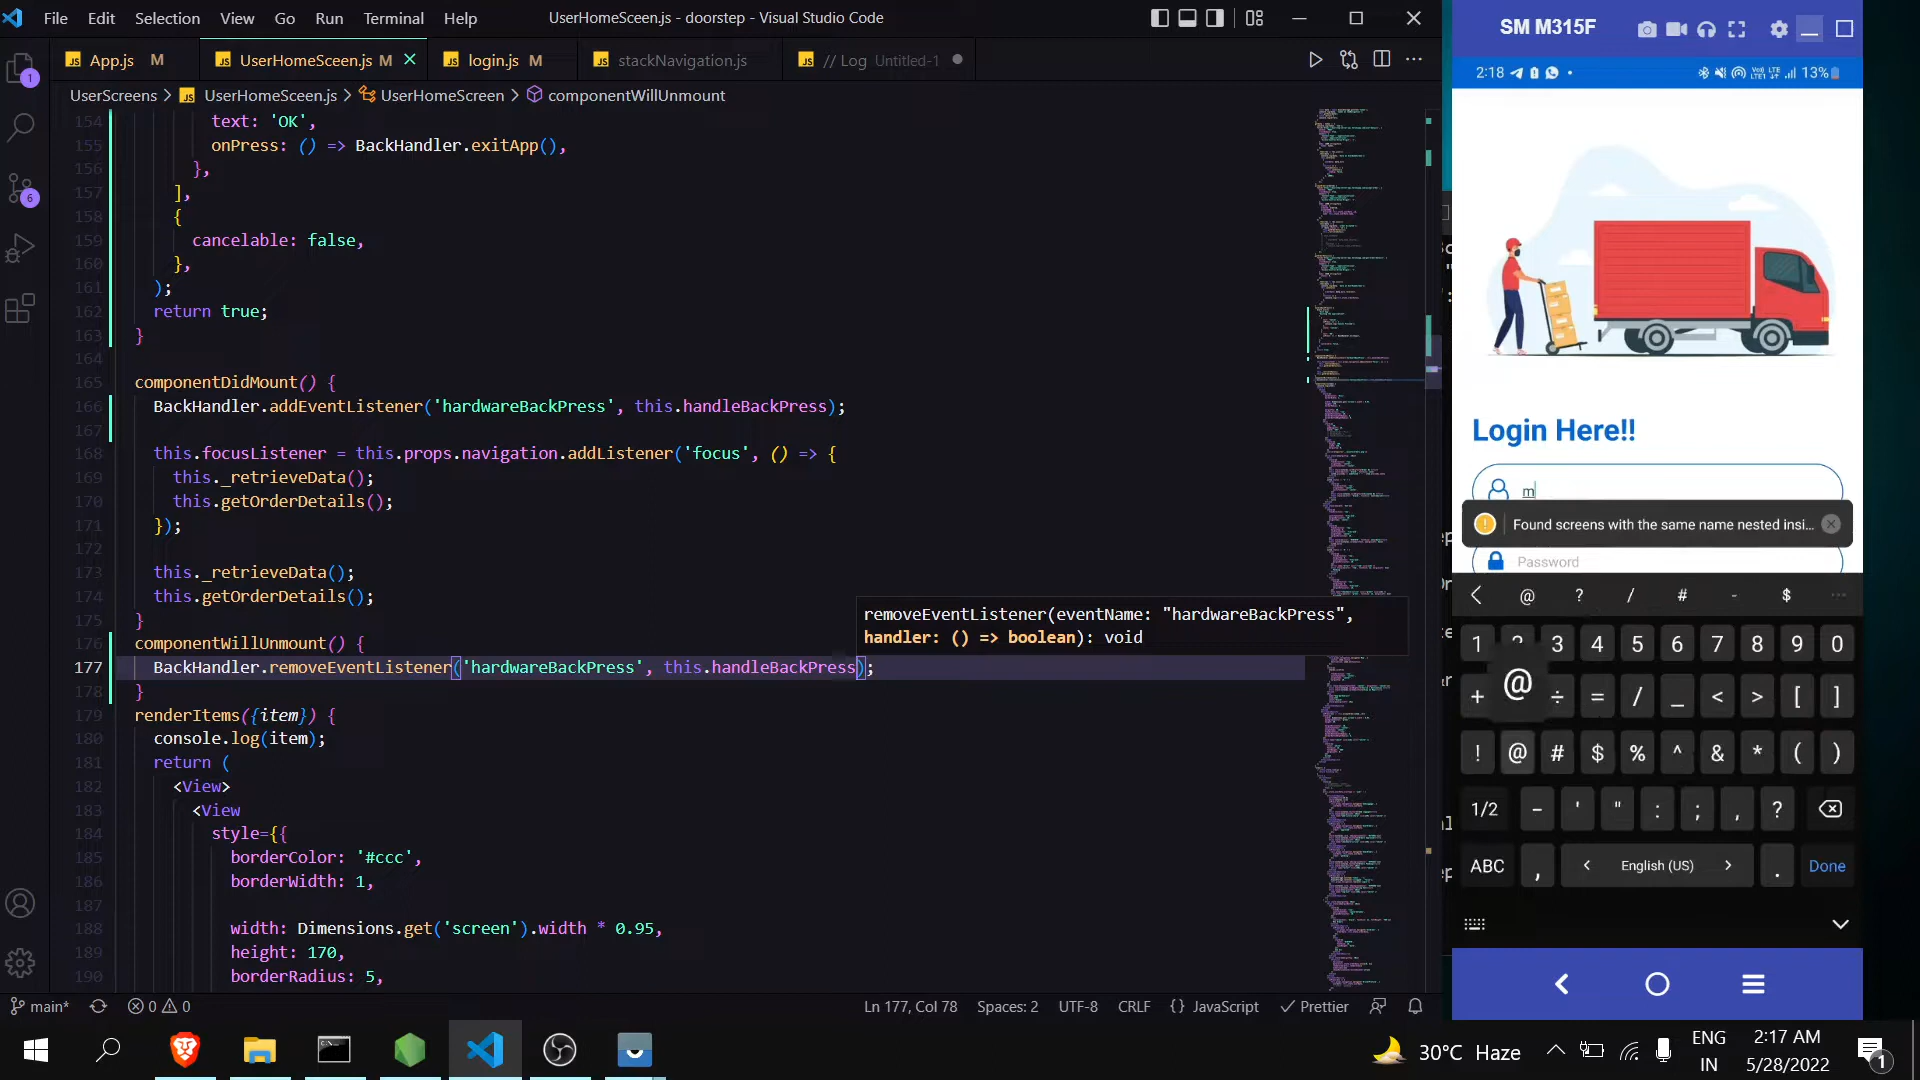 File Edit Selection View Go Run Terminal Help
UserHomeSceen.js - doorstep - Visual Studio Code
App.js M
UserHomeSceen.js M
login.js M
stackNavigation.js
// Log Untitled-1
UserScreens > UserHomeSceen.js > UserHomeScreen > componentWillUnmount
154 text: 'OK',
155 onPress: () => BackHandler.exitApp(),
156 },
157 ],
158 {
159 cancelable: false,
160 },
161 );
162 return true;
163 }
164
165 componentDidMount() {
166 BackHandler.addEventListener('hardwareBackPress', this.handleBackPress);
167
168 this.focusListener = this.props.navigation.addListener('focus', () => {
169 this._retrieveData();
170 this.getOrderDetails();
171 });
172
173 this._retrieveData();
174 this.getOrderDetails();
175 }
176 componentWillUnmount() {
177 BackHandler.removeEventListener('hardwareBackPress', this.handleBackPress);
178 }
179 renderItems({item}) {
180 console.log(item);
181 return (
182 <View>
183 <View
184 style={{
185 borderColor: '#ccc',
186 borderWidth: 1,
187
188 width: Dimensions.get('screen').width * 0.95,
189 height: 170,
190 borderRadius: 5,
removeEventListener(eventName: "hardwareBackPress",
handler: () => boolean): void
1
6
main* 0 0
Ln 177, Col 78 Spaces: 2 UTF-8 CRLF {} JavaScript Prettier
SM M315F
2:18
13%
Login Here!!
m
Found screens with the same name nested insi...
Password
@ ? / # - $ ...
1 2 3 4 5 6 7 8 9 0
+ @ ÷ = / _ < > [ ]
! @ # $ % ^ & * ( )
1/2 - ' " : ; , ?
ABC , < English (US) > . Done
30°C Haze
ENG
IN
2:17 AM
5/28/2022
1